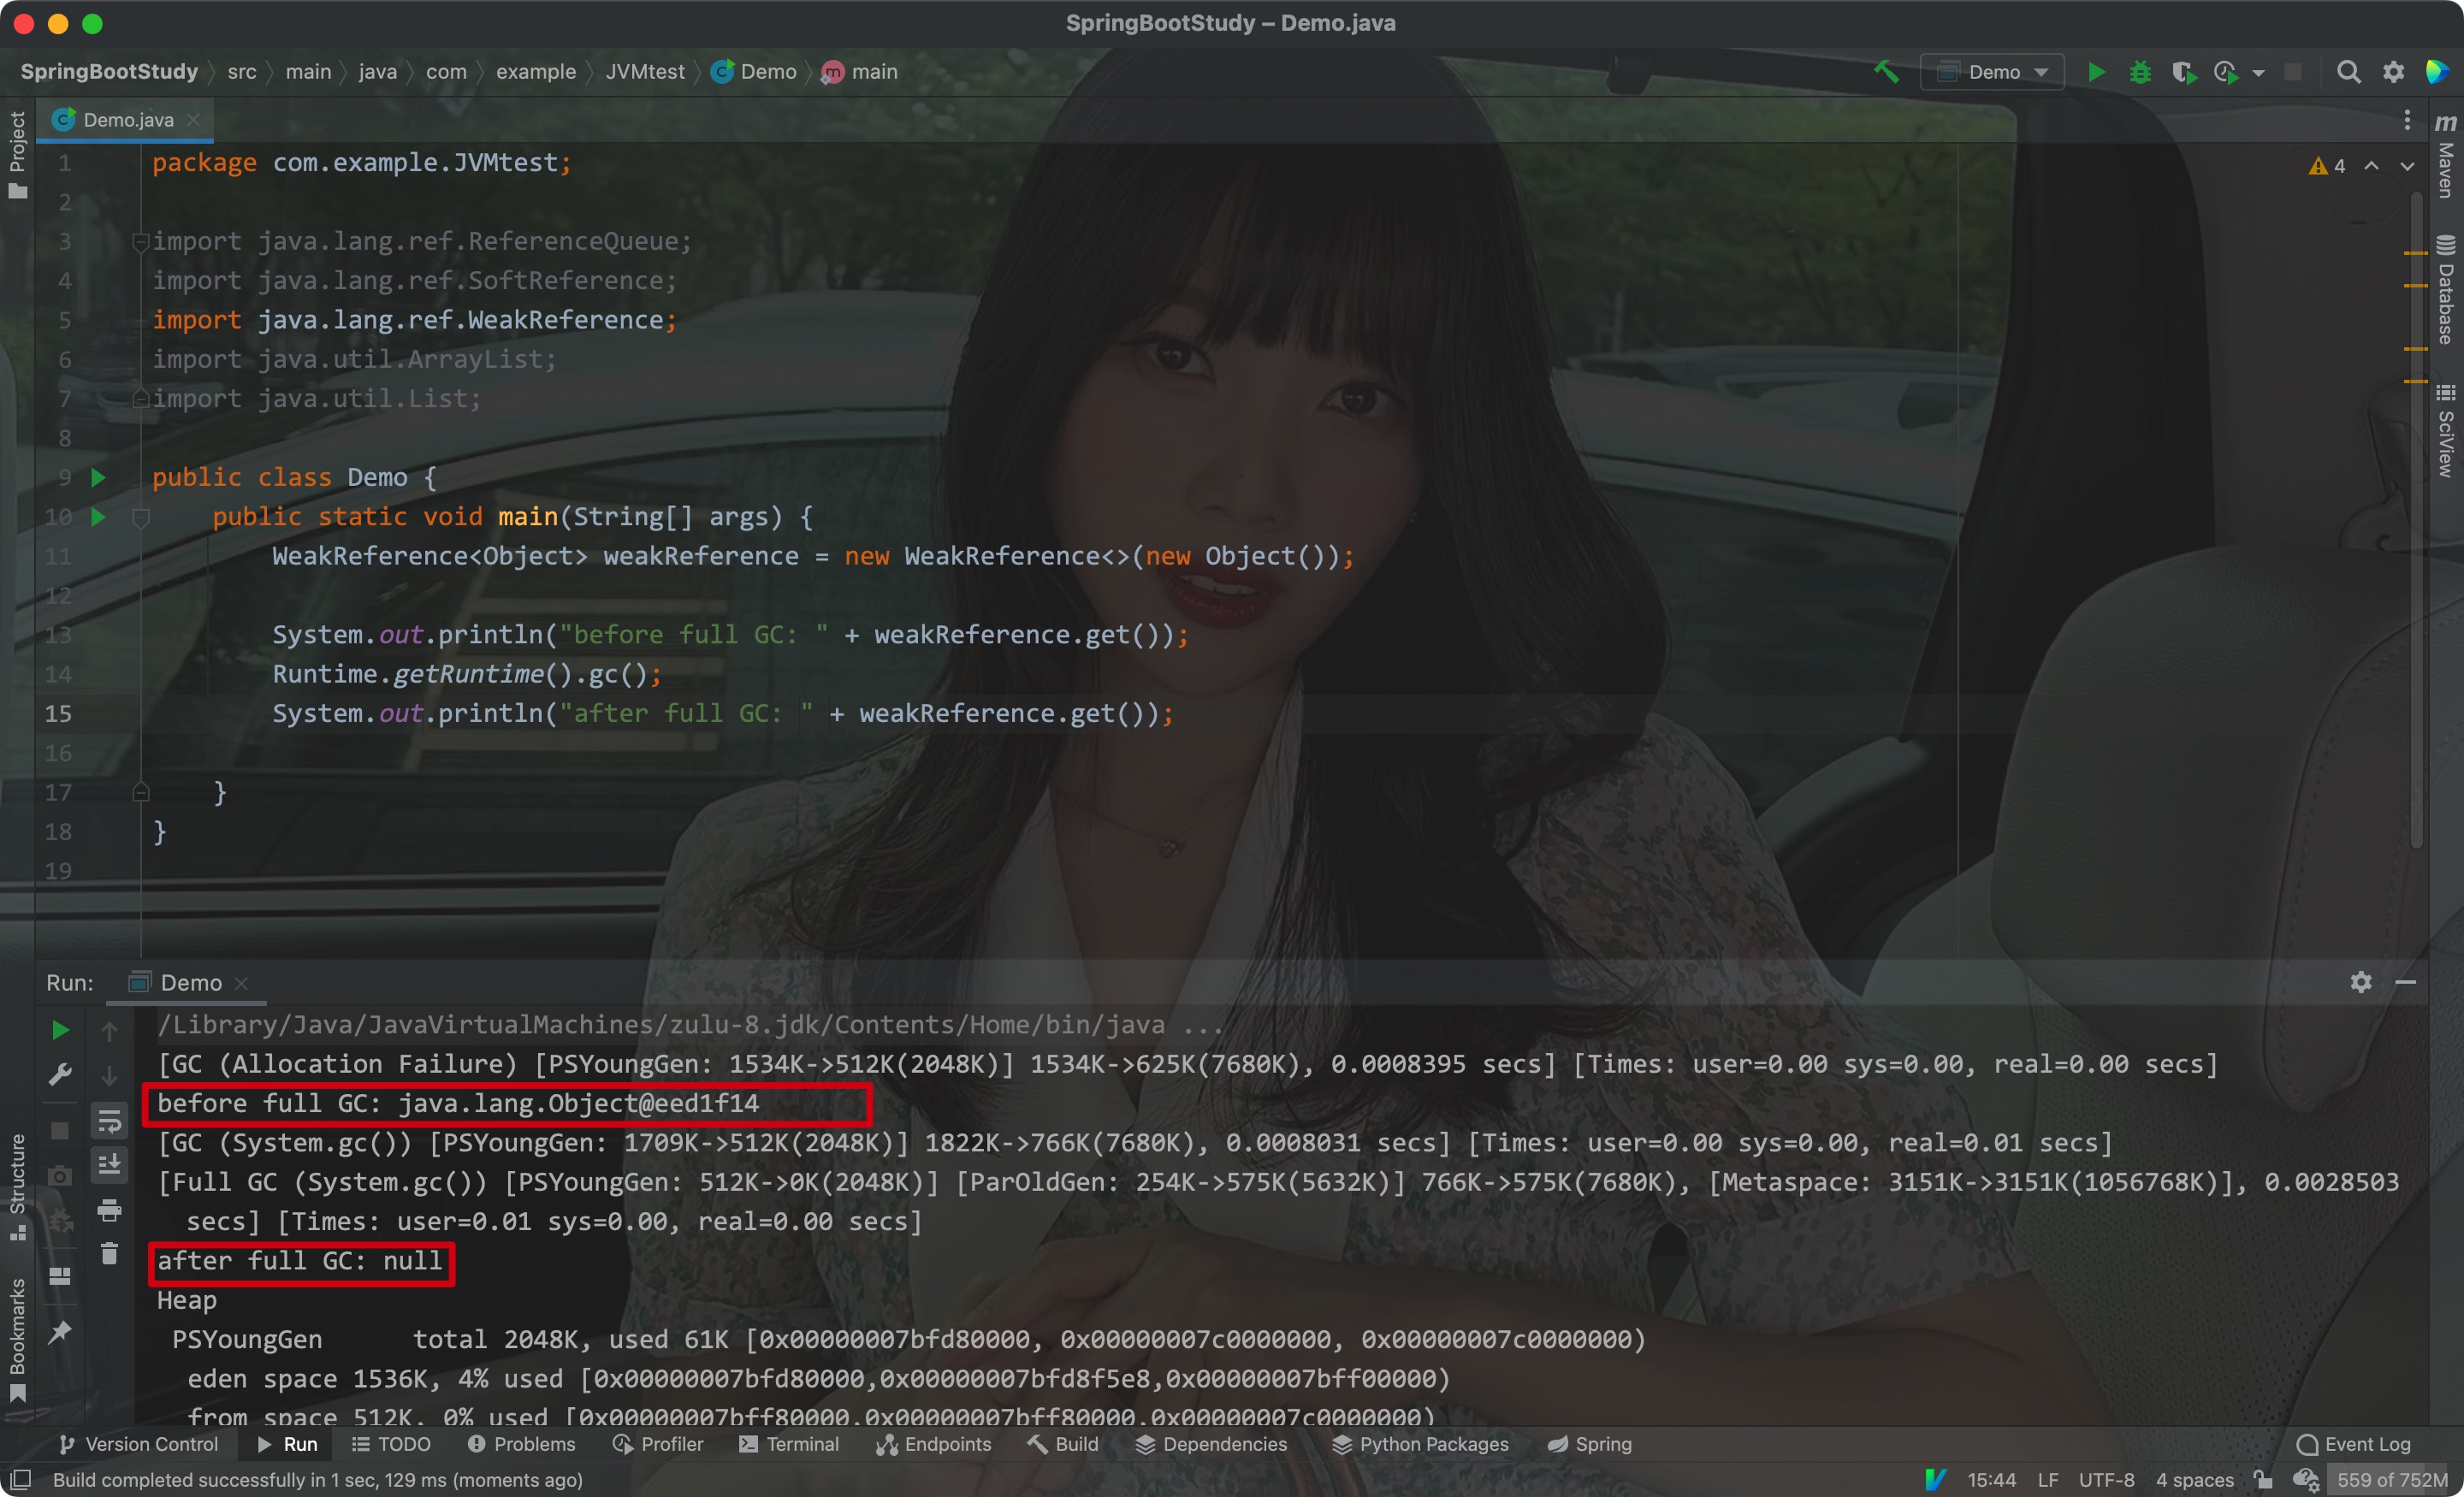 SpringBootStudy – Demo.java
SpringBootStudy src main java com example JVMtest Demo main
Demo
Project
Demo.java
Maven
Database
SciView
4
1 package com.example.JVMtest;
2
3 import java.lang.ref.ReferenceQueue;
4 import java.lang.ref.SoftReference;
5 import java.lang.ref.WeakReference;
6 import java.util.ArrayList;
7 import java.util.List;
8
9 public class Demo {
10 public static void main(String[] args) {
11 WeakReference<Object> weakReference = new WeakReference<>(new Object());
12
13 System.out.println("before full GC: " + weakReference.get());
14 Runtime.getRuntime().gc();
15 System.out.println("after full GC: " + weakReference.get());
16
17 }
18 }
19
Run: Demo
/Library/Java/JavaVirtualMachines/zulu-8.jdk/Contents/Home/bin/java ...
[GC (Allocation Failure) [PSYoungGen: 1534K->512K(2048K)] 1534K->625K(7680K), 0.0008395 secs] [Times: user=0.00 sys=0.00, real=0.00 secs]
before full GC: java.lang.Object@eed1f14
[GC (System.gc()) [PSYoungGen: 1709K->512K(2048K)] 1822K->766K(7680K), 0.0008031 secs] [Times: user=0.00 sys=0.00, real=0.01 secs]
[Full GC (System.gc()) [PSYoungGen: 512K->0K(2048K)] [ParOldGen: 254K->575K(5632K)] 766K->575K(7680K), [Metaspace: 3151K->3151K(1056768K)], 0.0028503
secs] [Times: user=0.01 sys=0.00, real=0.00 secs]
after full GC: null
Heap
PSYoungGen total 2048K, used 61K [0x00000007bfd80000, 0x00000007c0000000, 0x00000007c0000000)
eden space 1536K, 4% used [0x00000007bfd80000,0x00000007bfd8f5e8,0x00000007bff00000)
from space 512K, 0% used [0x00000007bff80000,0x00000007bff80000,0x00000007c0000000)
Structure
Bookmarks
Version Control Run TODO Problems Profiler Terminal Endpoints Build Dependencies Python Packages Spring Event Log
Build completed successfully in 1 sec, 129 ms (moments ago) 15:44 LF UTF-8 4 spaces 559 of 752M